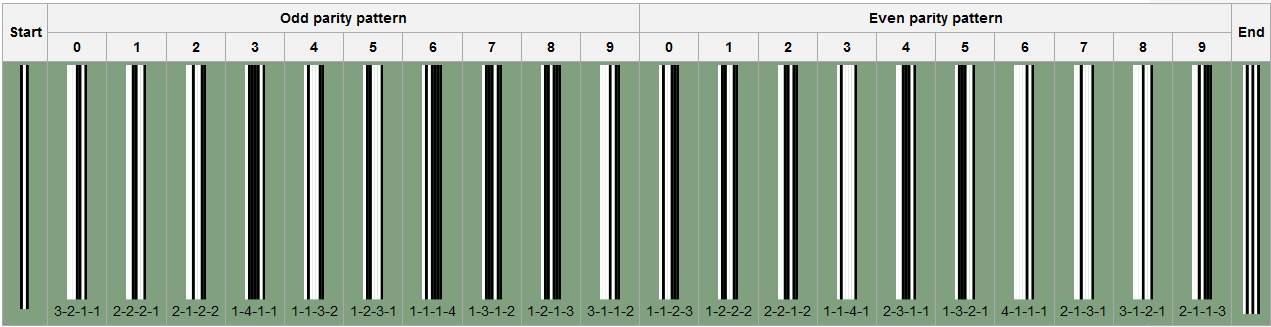 Start Odd parity pattern Even parity pattern End
0 1 2 3 4 5 6 7 8 9 0 1 2 3 4 5 6 7 8 9
3-2-1-1 2-2-2-1 2-1-2-2 1-4-1-1 1-1-3-2 1-2-3-1 1-1-1-4 1-3-1-2 1-2-1-3 3-1-1-2 1-1-2-3 1-2-2-2 2-2-1-2 1-1-4-1 2-3-1-1 1-3-2-1 4-1-1-1 2-1-3-1 3-1-2-1 2-1-1-3